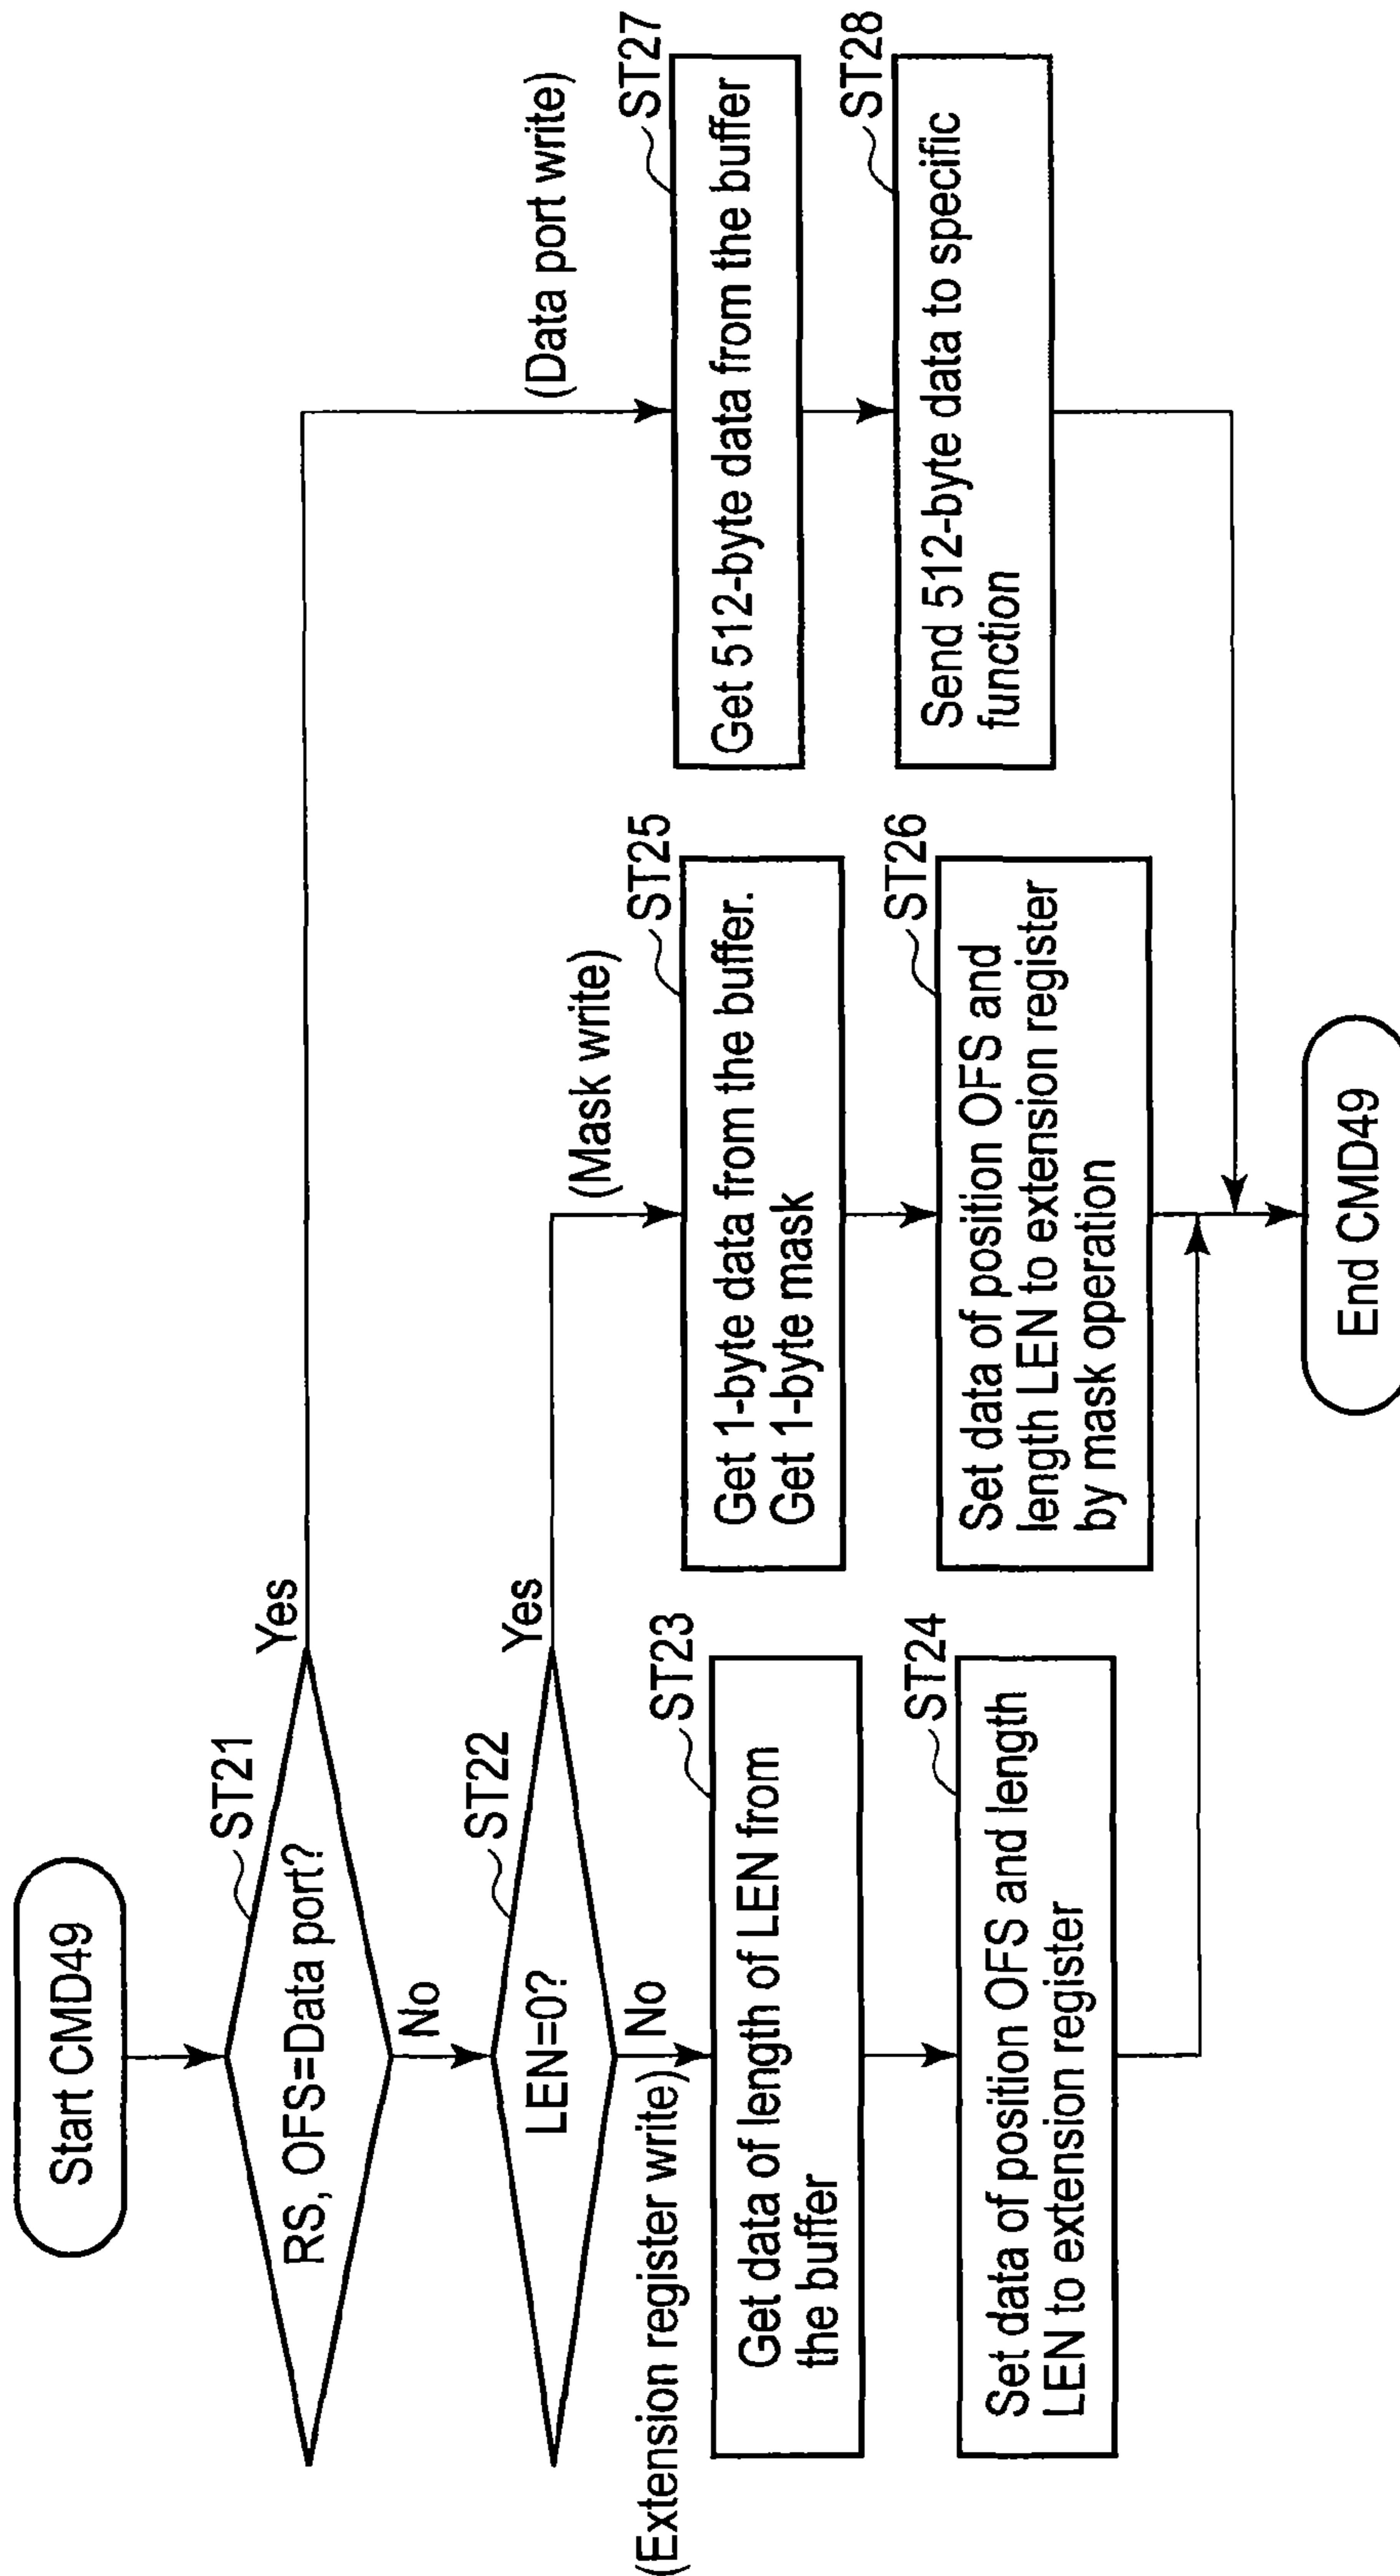 Start CMD49
ST21
RS, OFS=Data port?
Yes
No
ST22
LEN=0?
Yes
No
(Extension register write)
ST23
Get data of length of LEN from
the buffer
ST24
Set data of position OFS and length
LEN to extension register
(Mask write)
ST25
Get 1-byte data from the buffer.
Get 1-byte mask
ST26
Set data of position OFS and
length LEN to extension register
by mask operation
(Data port write)
ST27
Get 512-byte data from the buffer
ST28
Send 512-byte data to specific
function
End CMD49